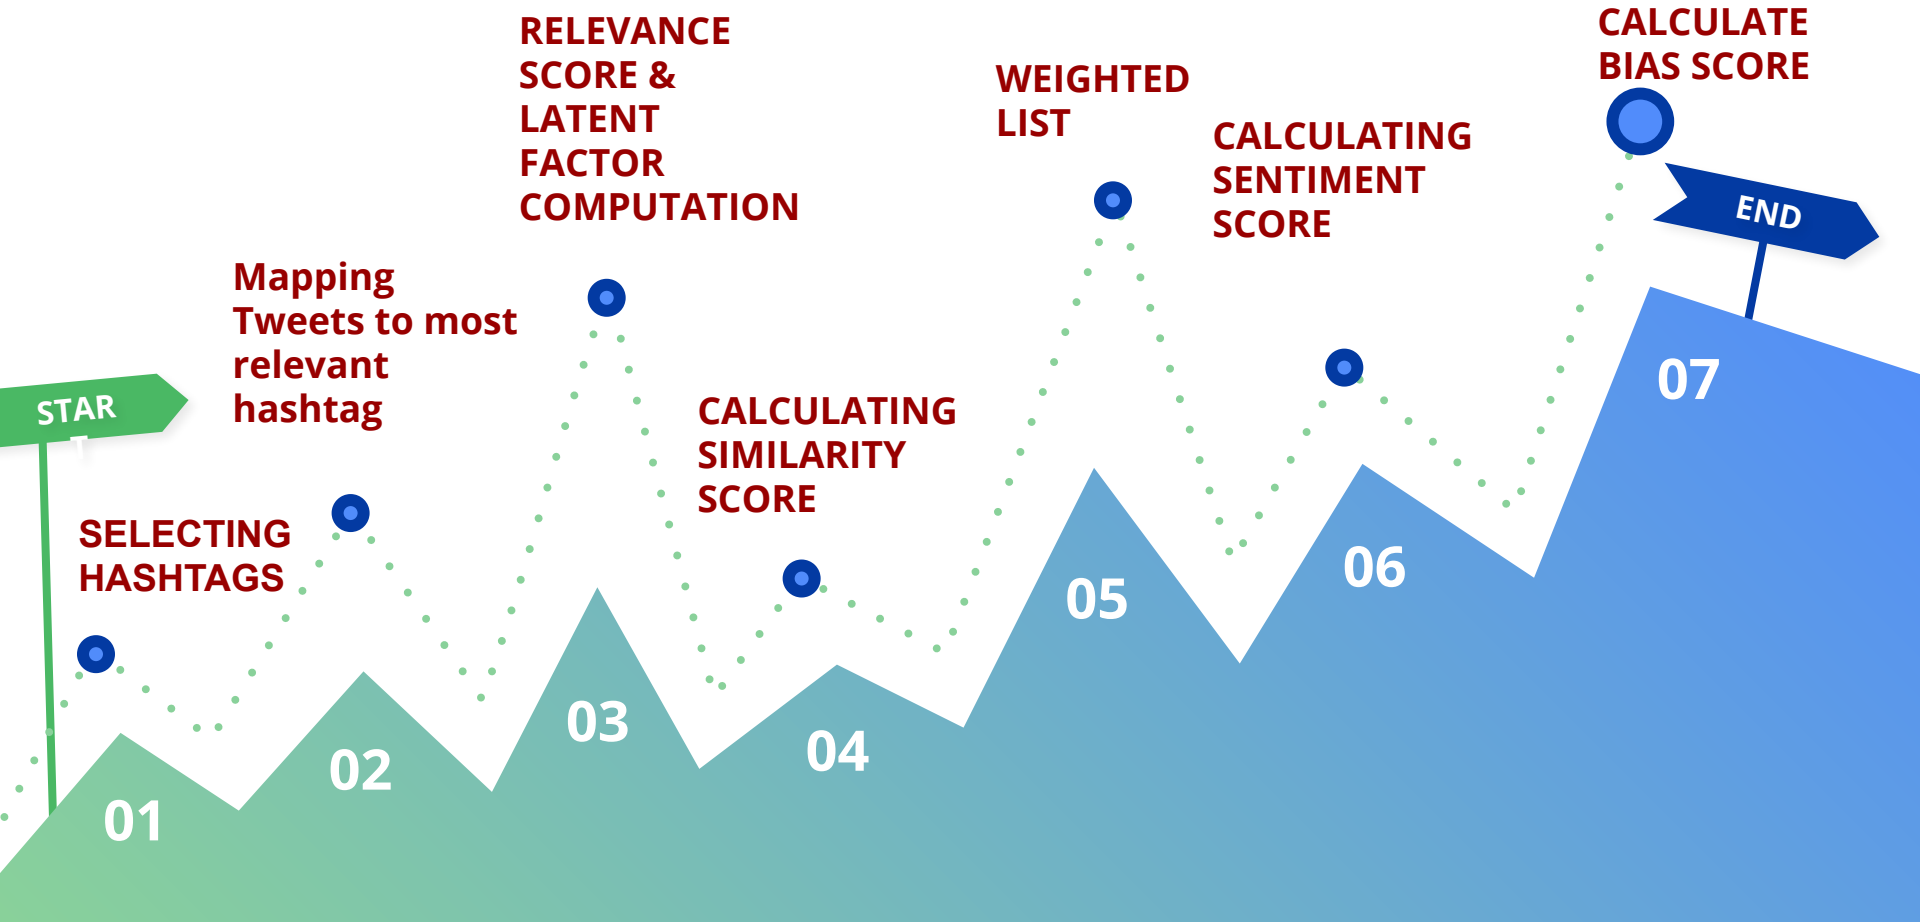 STAR
T
SELECTING
HASHTAGS
Mapping
Tweets to most
relevant
hashtag
RELEVANCE
SCORE &
LATENT
FACTOR
COMPUTATION
CALCULATING
SIMILARITY
SCORE
WEIGHTED
LIST
CALCULATING
SENTIMENT
SCORE
CALCULATE
BIAS SCORE
END
01
02
03
04
05
06
07